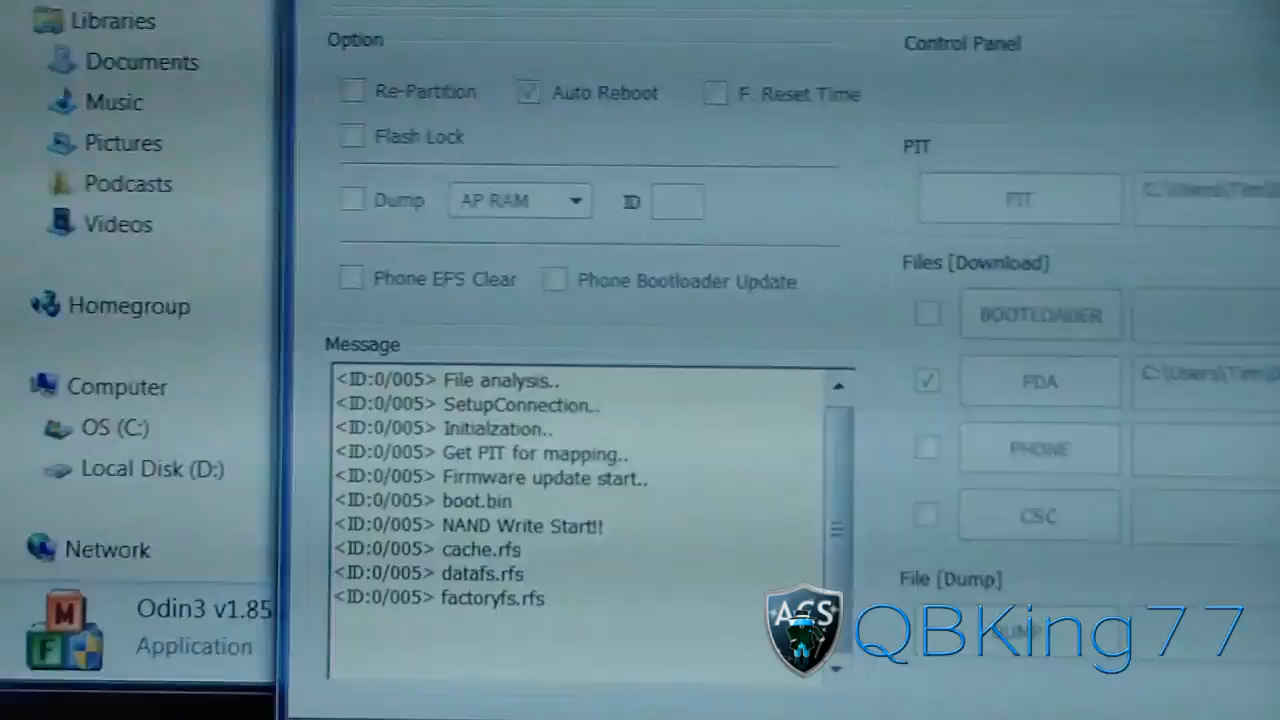 Libraries
Documents
Music
Pictures
Podcasts
Videos
Homegroup
Computer
OS (C:)
Local Disk (D:)
Network
Odin3 v1.85
Application
Option
Re-Partition
Auto Reboot
F. Reset Time
Flash Lock
Dump
AP RAM
ID
Phone EFS Clear
Phone Bootloader Update
Message
<ID:0/005> File analysis..
<ID:0/005> SetupConnection..
<ID:0/005> Initialzation..
<ID:0/005> Get PIT for mapping..
<ID:0/005> Firmware update start..
<ID:0/005> boot.bin
<ID:0/005> NAND Write Start!!
<ID:0/005> cache.rfs
<ID:0/005> datafs.rfs
<ID:0/005> factoryfs.rfs
Control Panel
PIT
PIT
Files [Download]
BOOTLOADER
PDA
C:\Users\Tim\D
PHONE
CSC
File [Dump]
ACS
QBKing77